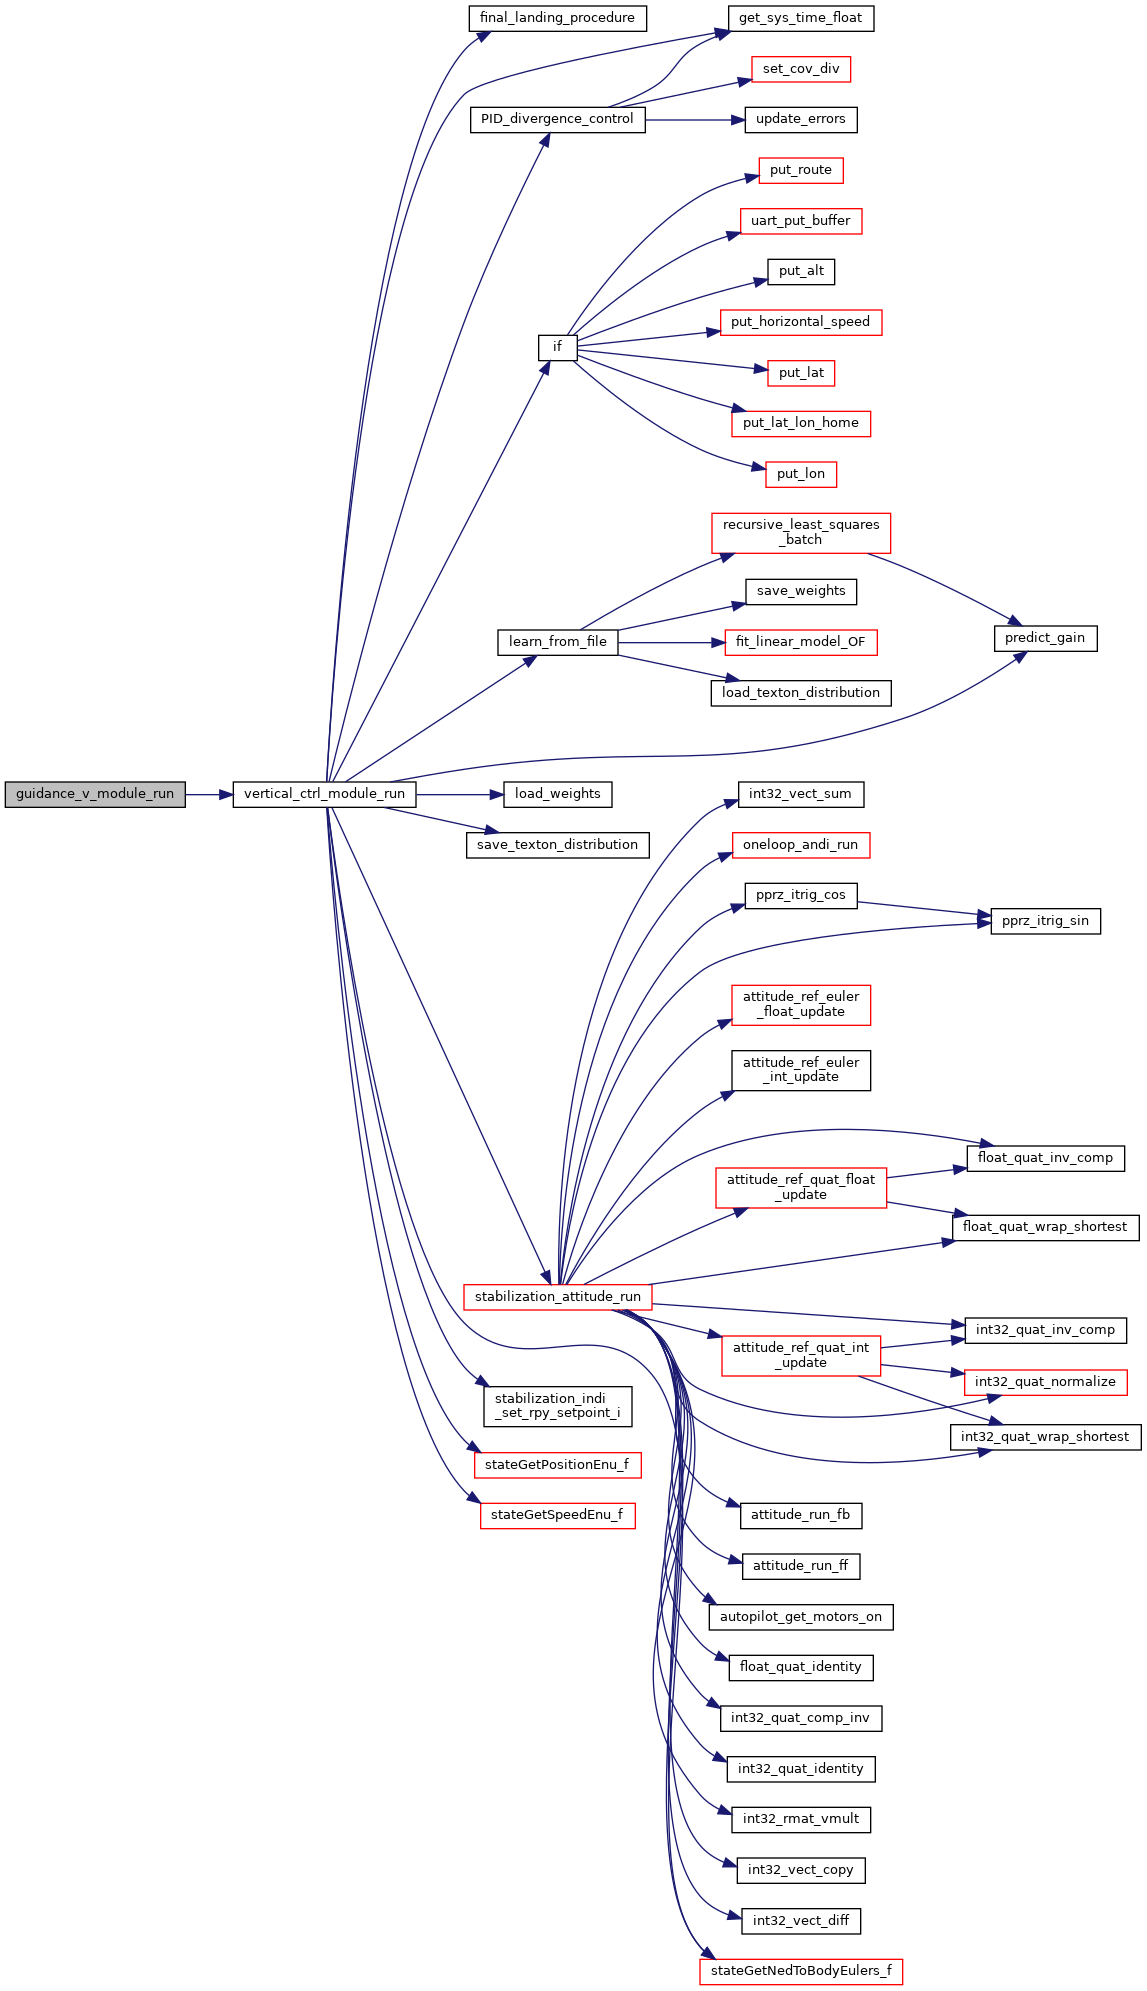 final_landing_procedure
get_sys_time_float
set_cov_div
PID_divergence_control
update_errors
put_route
uart_put_buffer
put_alt
put_horizontal_speed
if
put_lat
put_lat_lon_home
put_lon
recursive_least_squares
_batch
save_weights
predict_gain
learn_from_file
fit_linear_model_OF
load_texton_distribution
guidance_v_module_run
vertical_ctrl_module_run
load_weights
int32_vect_sum
save_texton_distribution
oneloop_andi_run
pprz_itrig_cos
pprz_itrig_sin
attitude_ref_euler
_float_update
attitude_ref_euler
_int_update
float_quat_inv_comp
attitude_ref_quat_float
_update
float_quat_wrap_shortest
stabilization_attitude_run
int32_quat_inv_comp
attitude_ref_quat_int
_update
int32_quat_normalize
stabilization_indi
_set_rpy_setpoint_i
int32_quat_wrap_shortest
stateGetPositionEnu_f
stateGetSpeedEnu_f
attitude_run_fb
attitude_run_ff
autopilot_get_motors_on
float_quat_identity
int32_quat_comp_inv
int32_quat_identity
int32_rmat_vmult
int32_vect_copy
int32_vect_diff
stateGetNedToBodyEulers_f